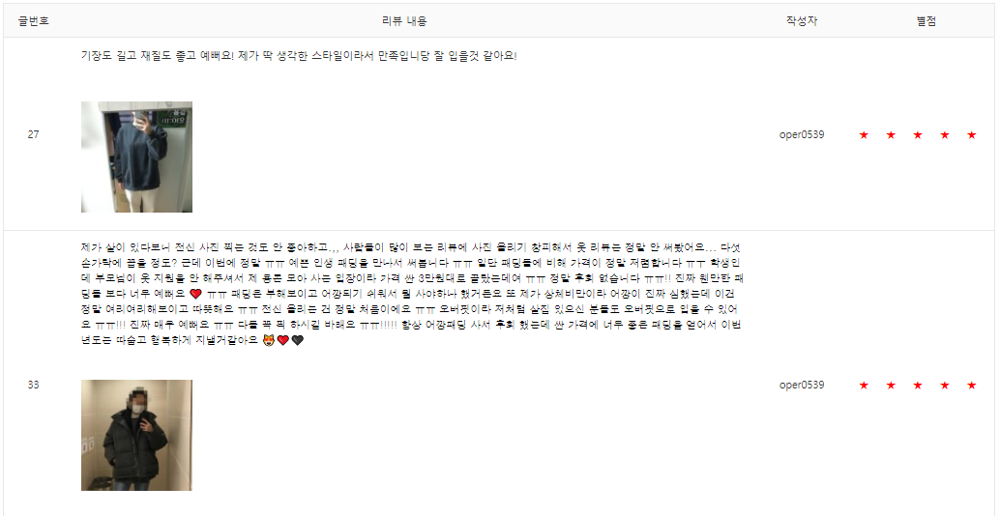 글번호 리뷰 내용 작성자 별점
기장도 길고 재질도 좋고 예뻐요! 제가 딱 생각한 스타일이라서 만족입니당 잘 입을것 같아요!
27 oper0539 ★ ★ ★ ★ ★
제가 살이 있다보니 전신 사진 찍는 것도 안 좋아하고.,, 사람들이 많이 보는 리뷰에 사진 올리기 창피해서 옷 리뷰는 정말 안 써봤어요... 다섯
손가락에 꼽을 정도? 근데 이번에 정말 ㅠㅠ 예쁜 인생 패딩을 만나서 써봅니다 ㅠㅠ 일단 패딩들에 비해 가격이 정말 저렴합니다 ㅠㅜ 학생인
데 부모님이 옷 지원을 안 해주셔서 제 용돈 모아 사는 입장이라 가격 싼 3만원대로 골랐는데여 ㅠㅠ 정말 후회 없습니다 ㅠㅠ!! 진짜 웬만한 패
딩들 보다 너무 예뻐요 ❤ ㅠㅠ 패딩은 부해보이고 어깡되기 쉬워서 뭘 사야하나 했거든요 또 제가 상체비만이라 어깡이 진짜 심했는데 이건
정말 여리여리해보이고 따뜻해요 ㅠㅠ 전신 올리는 건 정말 처음이에요 ㅠㅠ 오버핏이라 저처럼 살집 있으신 분들도 오버핏으로 입을 수 있어
요 ㅠㅠ!!! 진짜 매우 예뻐요 ㅠㅠ 다들 꼭 픽 하시길 바래요 ㅠㅠ!!!!! 항상 어깡패딩 사서 후회 했는데 싼 가격에 너무 좋은 패딩을 얻어서 이번
년도는 따숩고 행복하게 지낼거같아요 🦊❤🖤
33 oper0539 ★ ★ ★ ★ ★